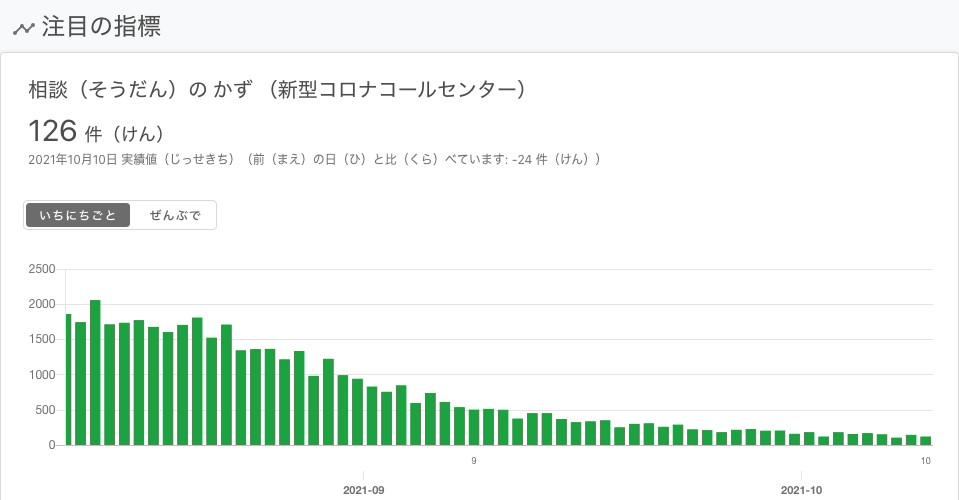 注目の指標
相談（そうだん）の かず （新型コロナコールセンター）
126 件（けん）
2021年10月10日 実績値（じっせきち）（前（まえ）の日（ひ）と比（くら）べています: -24 件（けん））
いちにちごと ぜんぶで
2500
2000
1500
1000
500
0
9 10
2021-09 2021-10